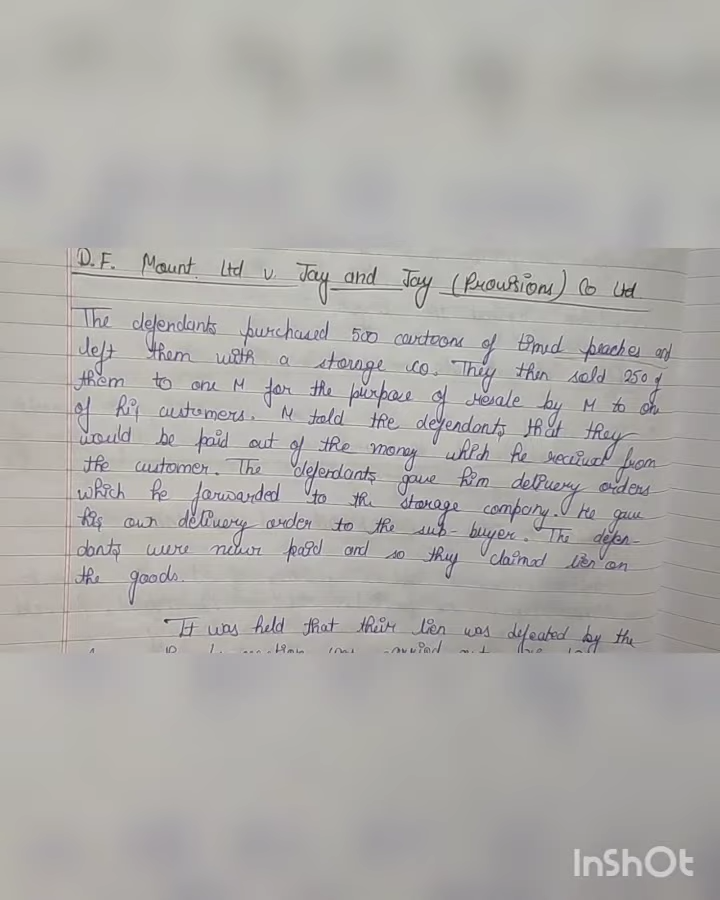 D.F. Mount Ltd v. Jay and Jay (Provisions) Co Ltd
The defendants purchased 500 cartoons of tinned peaches and
left them with a storage co. They then sold 250 of
them to one M for the purpose of resale by M to one
of his customers. M told the defendants that they
would be paid out of the money which he received from
the customer. The defendants gave him delivery orders
which he forwarded to the storage company. He gave
his own delivery order to the sub-buyer. The defen-
dants were never paid and so they claimed lien on
the goods.
It was held that their lien was defeated by the
InShOt